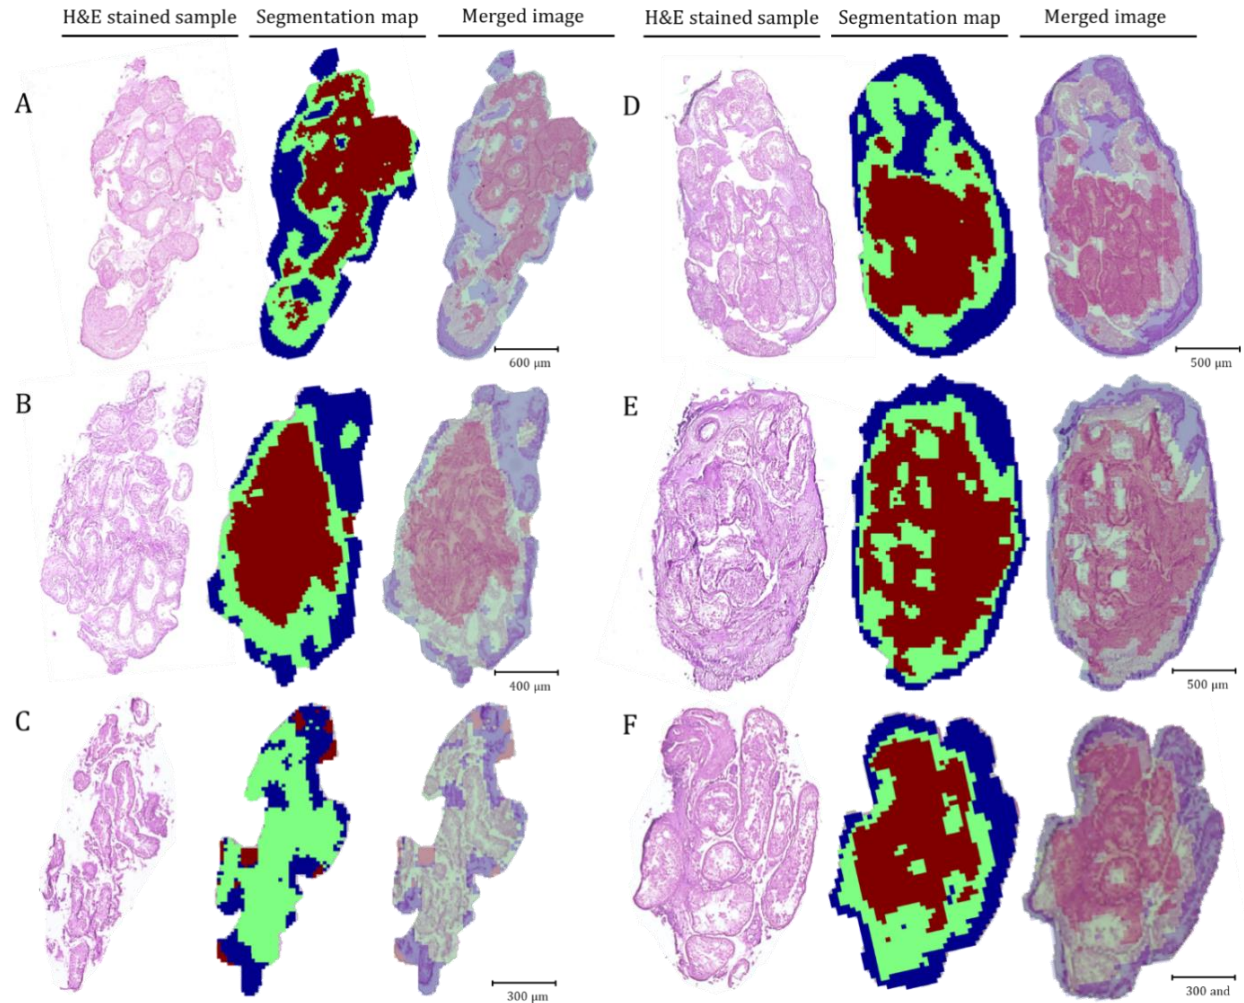 H&E stained sample Segmentation map Merged image H&E stained sample Segmentation map Merged image
A
600 μm
D
500 μm
B
400 μm
E
500 μm
C
300 μm
F
300 and